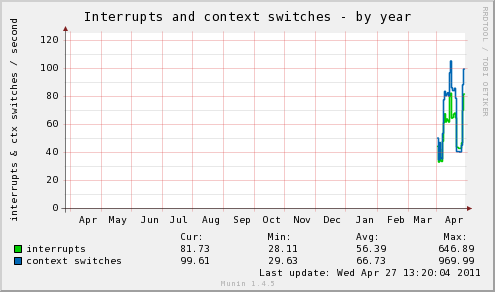 Interrupts and context switches - by year
RRDTOOL / TOBI OETIKER
interrupts & ctx switches / second
120
100
80
60
40
20
0
Apr May Jun Jul Aug Sep Oct Nov Dec Jan Feb Mar Apr
Cur: Min: Avg: Max:
interrupts 81.73 28.11 56.39 646.89
context switches 99.61 29.63 66.73 969.99
Last update: Wed Apr 27 13:20:04 2011
Munin 1.4.5